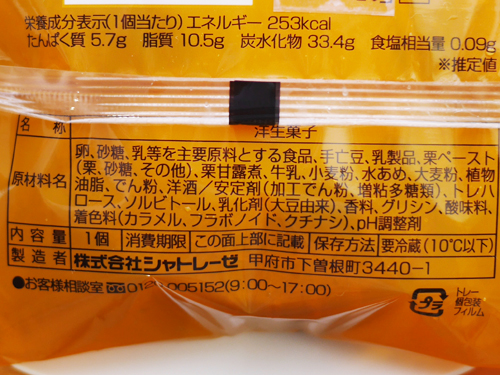 栄養成分表示(1個当たり) エネルギー 253kcal
たんぱく質 5.7g 脂質 10.5g 炭水化物 33.4g 食塩相当量 0.09g
※推定値
名称 洋生菓子
原材料名 卵、砂糖、乳等を主要原料とする食品、手亡豆、乳製品、栗ペースト
(栗、砂糖、その他)、栗甘露煮、牛乳、小麦粉、水あめ、大麦粉、植物
油脂、でん粉、洋酒/安定剤(加工でん粉、増粘多糖類)、トレハ
ロース、ソルビトール、乳化剤(大豆由来)、香料、グリシン、酸味料、
着色料(カラメル、フラボノイド、クチナシ)、pH調整剤
内容量 1個 消費期限 この面上部に記載 保存方法 要冷蔵(10℃以下)
製造者 株式会社シャトレーゼ 甲府市下曽根町3440-1
●お客様相談室 (9:00～17:00)
プラ トレー
個包装
フィルム